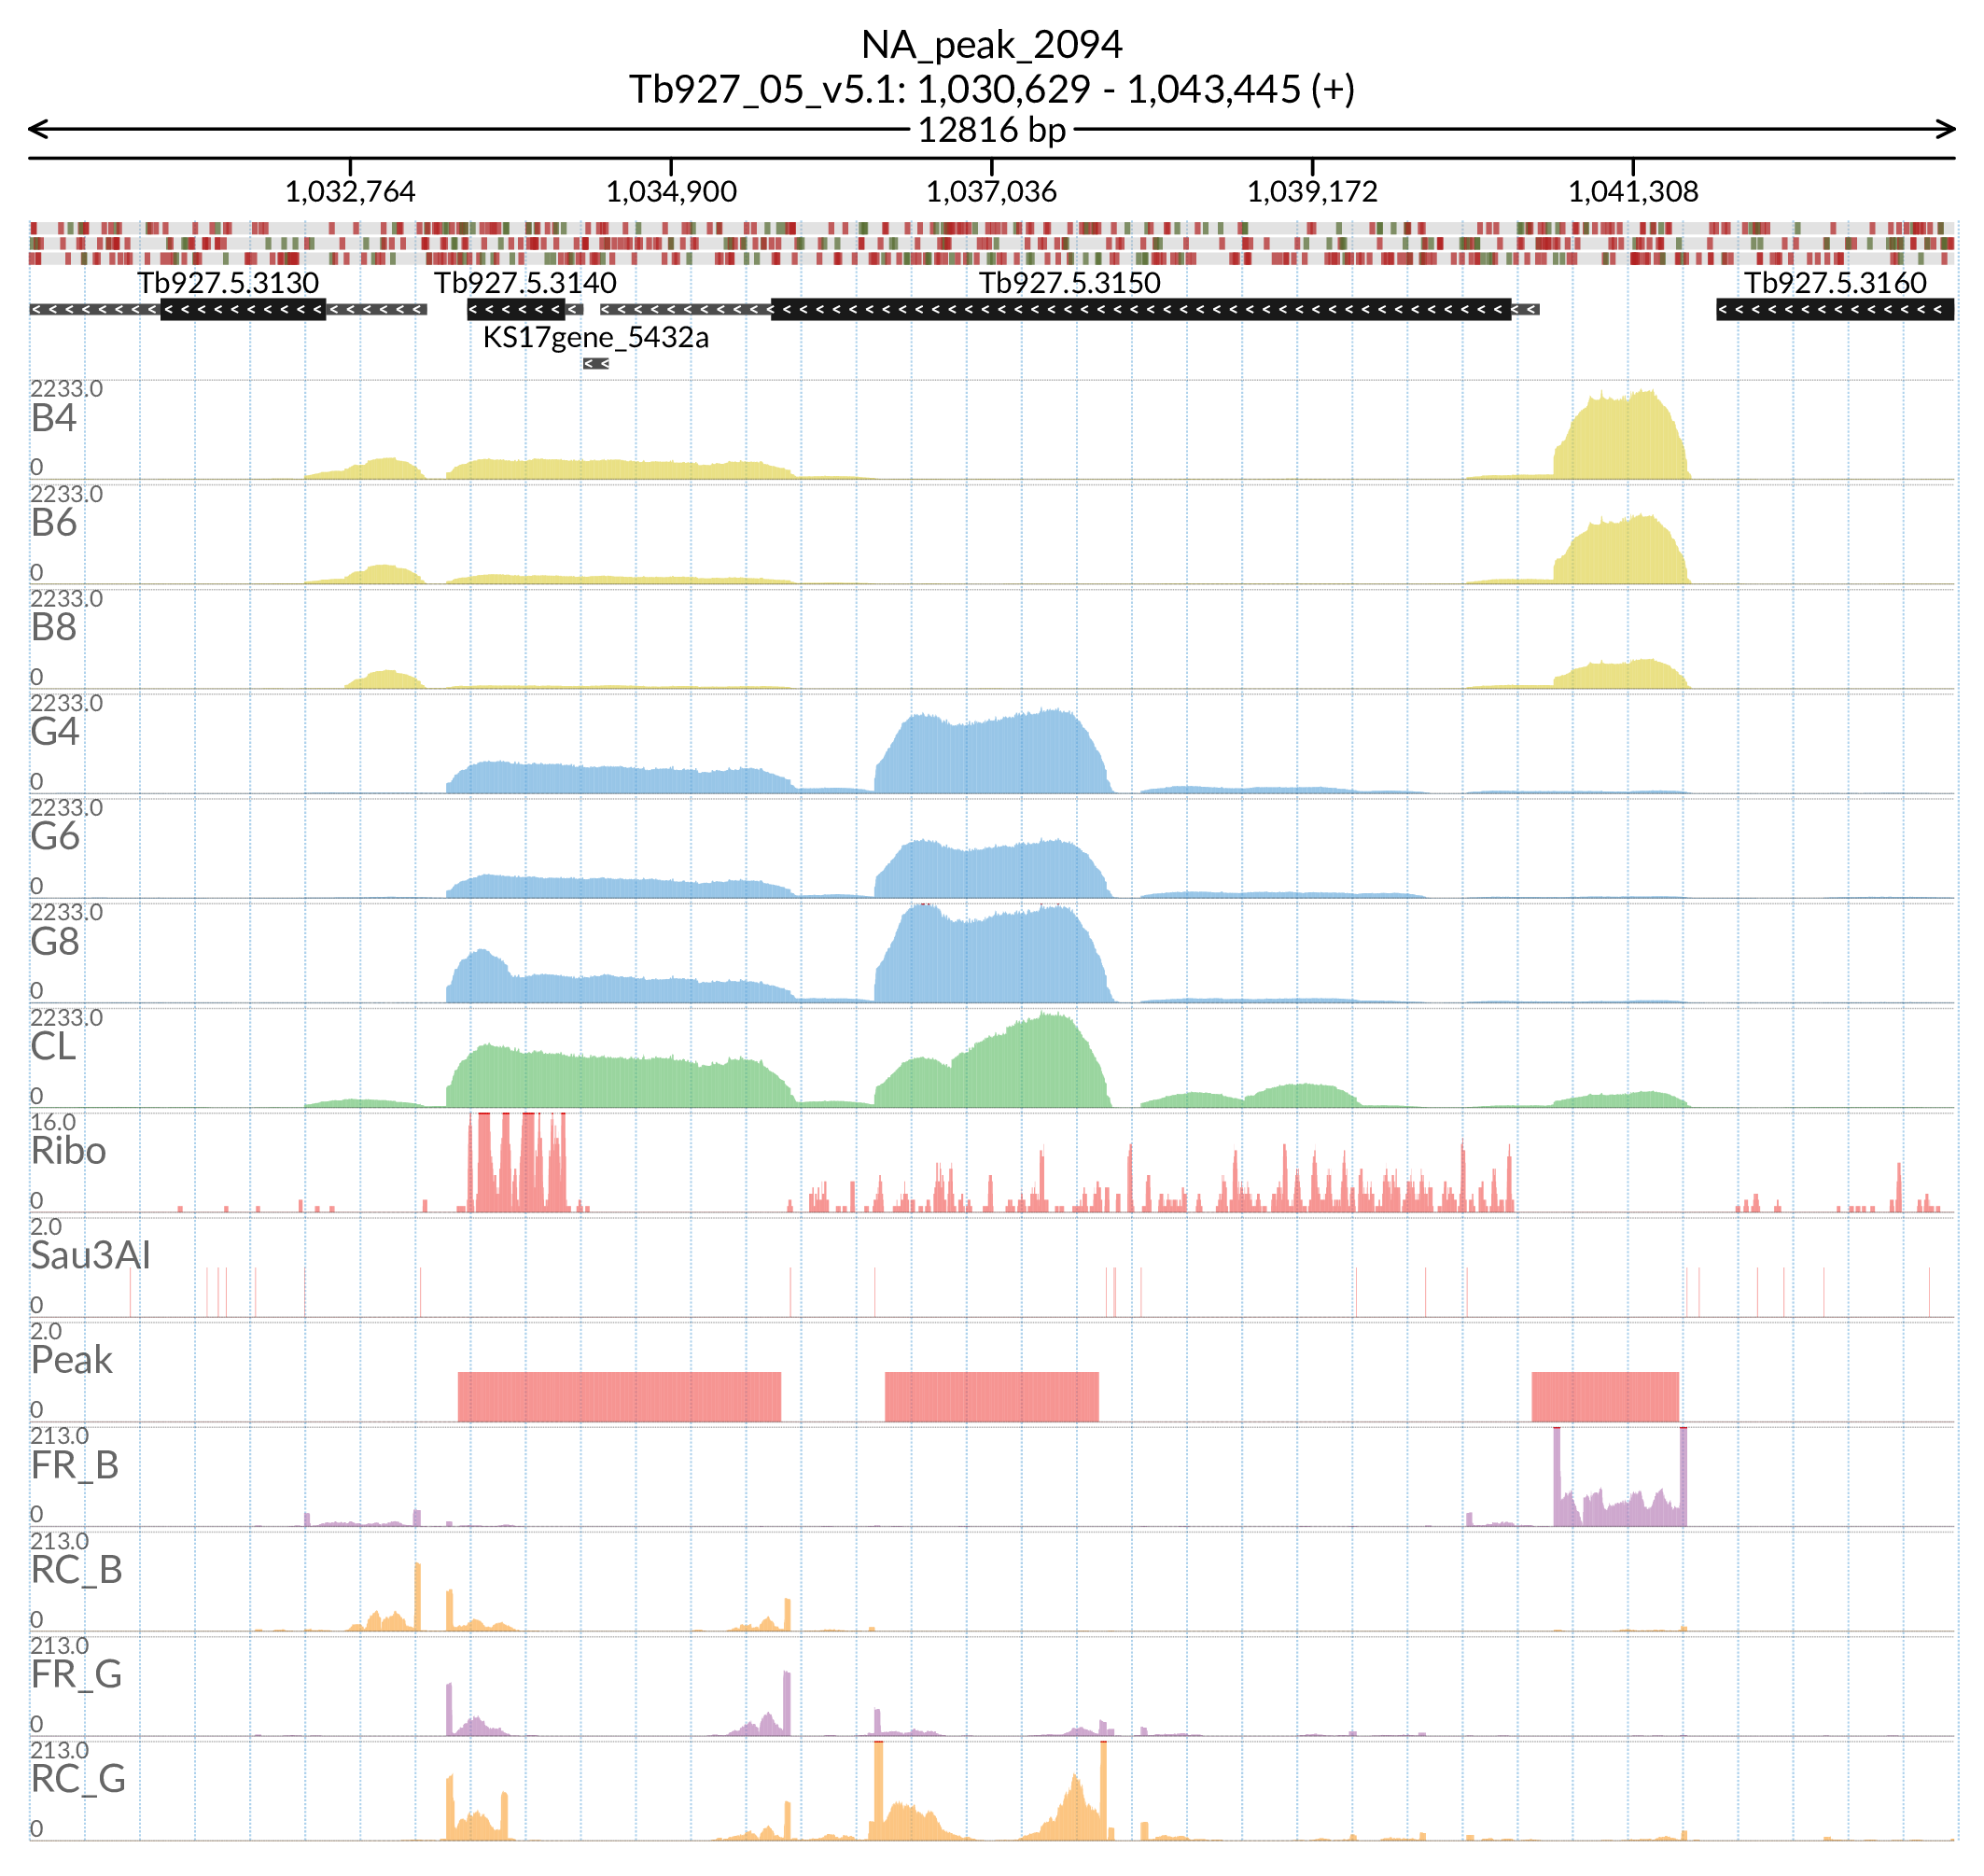 NA_peak_2094
Tb927_05_v5.1: 1,030,629 - 1,043,445 (+)
12816 bp
1,032,764 1,034,900 1,037,036 1,039,172 1,041,308
Tb927.5.3130 Tb927.5.3140 Tb927.5.3150 Tb927.5.3160
KS17gene_5432a
2233.0
B4
0
2233.0
B6
0
2233.0
B8
0
2233.0
G4
0
2233.0
G6
0
2233.0
G8
0
2233.0
CL
0
16.0
Ribo
0
2.0
Sau3AI
0
2.0
Peak
0
213.0
FR_B
0
213.0
RC_B
0
213.0
FR_G
0
213.0
RC_G
0